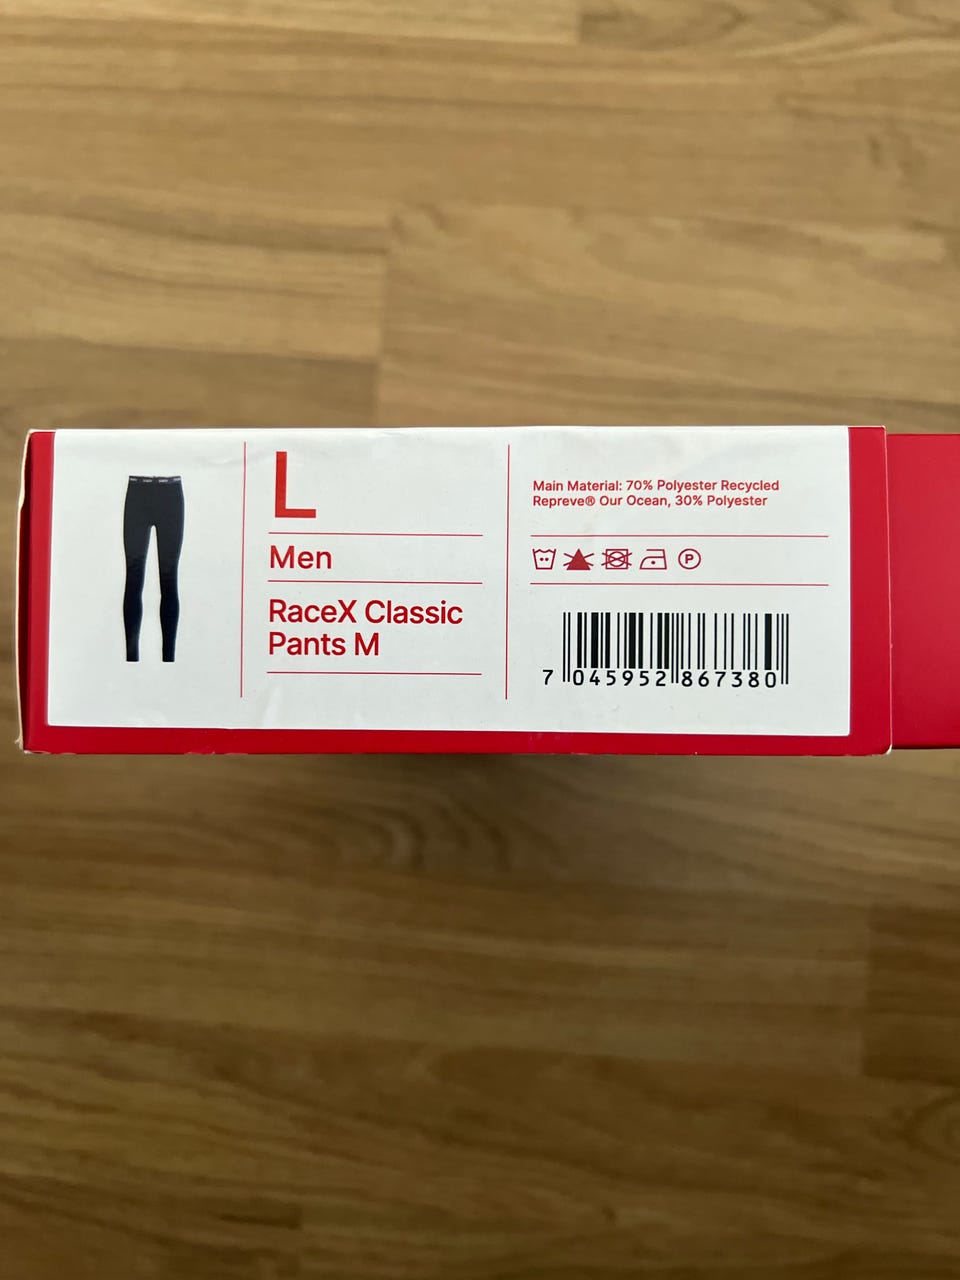 L
Men
RaceX Classic
Pants M
Main Material: 70% Polyester Recycled
Repreve® Our Ocean, 30% Polyester
P
7 045952 867380